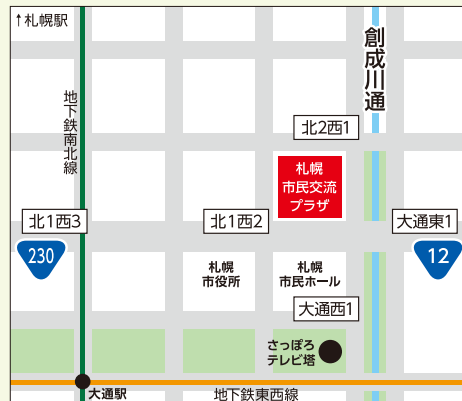 ↑札幌駅
創成川通
地下鉄南北線
北2西1
札幌
市民交流
プラザ
北1西3
北1西2
大通東1
230
12
札幌
市役所
札幌
市民ホール
大通西1
さっぽろ
テレビ塔
大通駅
地下鉄東西線